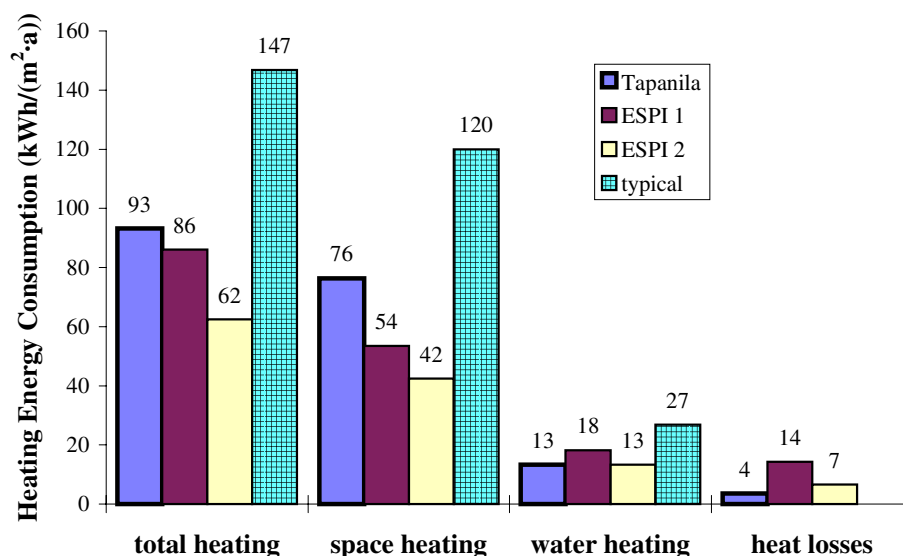 Heating Energy Consumption (kWh/(m²·a))
160
140
120
100
80
60
40
20
0
147
93
86
62
120
76
54
42
27
13
18
13
4
14
7
Tapanila
ESPI 1
ESPI 2
typical
total heating
space heating
water heating
heat losses